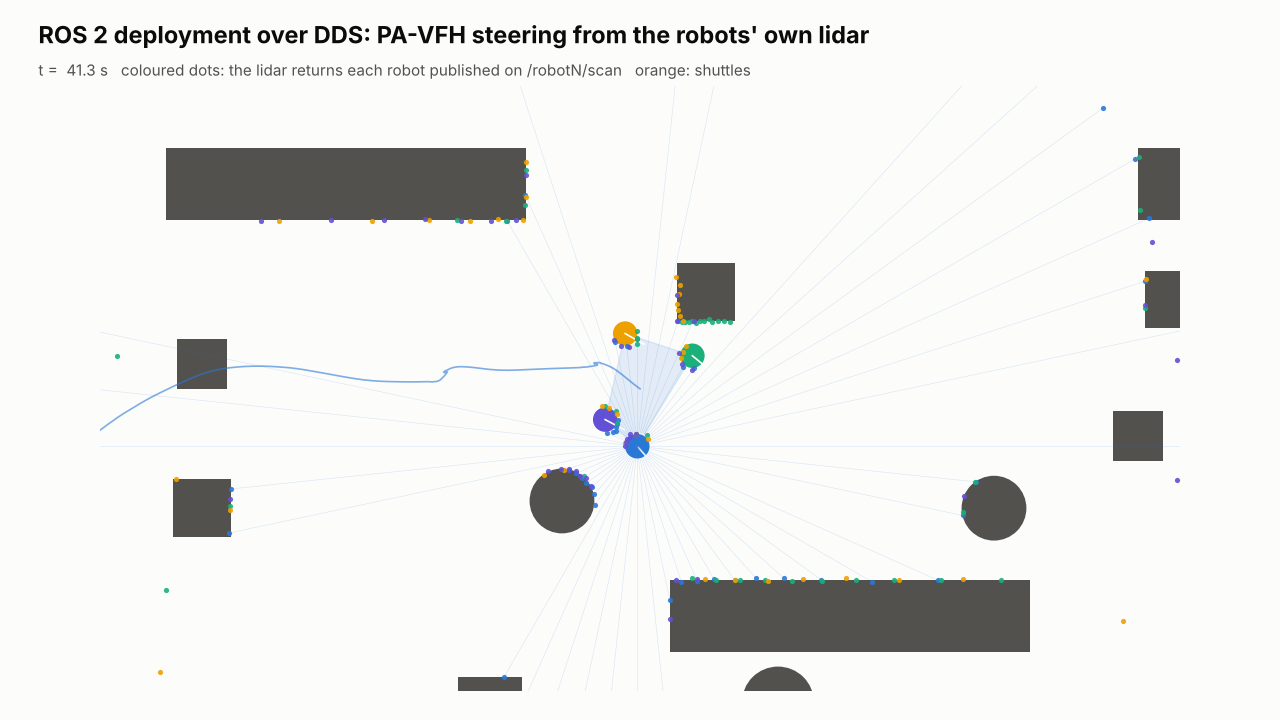 ROS 2 deployment over DDS: PA-VFH steering from the robots' own lidar
t = 41.3 s coloured dots: the lidar returns each robot published on /robotN/scan orange: shuttles